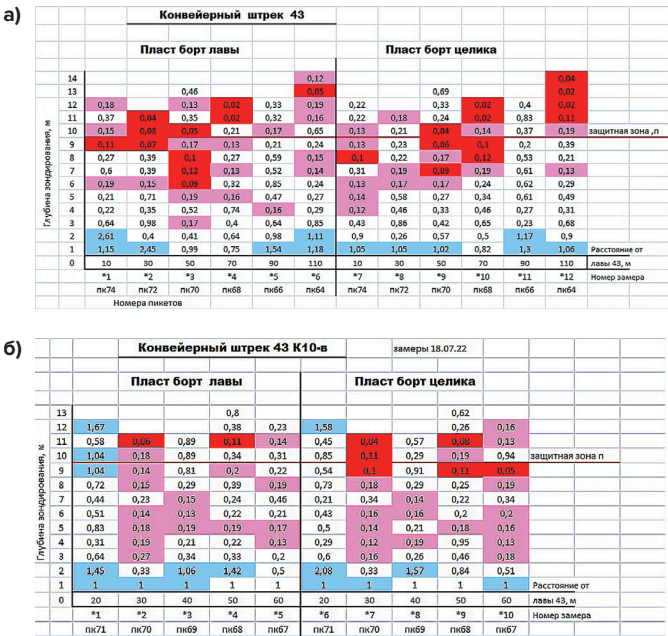 а)
Конвейерный штрек 43
Пласт борт лавы Пласт борт целика
14 0,12 0,04
13 0,46 0,05 0,69 0,02
12 0,18 0,13 0,02 0,33 0,19 0,22 0,33 0,02 0,4 0,02
11 0,37 0,04 0,35 0,02 0,32 0,16 0,22 0,18 0,24 0,02 0,83 0,11
10 0,15 0,08 0,05 0,21 0,17 0,65 0,13 0,21 0,04 0,14 0,37 0,19 защитная зона ,n
9 0,11 0,07 0,17 0,13 0,21 0,24 0,13 0,23 0,06 0,1 0,2 0,39
8 0,27 0,39 0,1 0,27 0,59 0,15 0,1 0,22 0,17 0,12 0,53 0,21
7 0,6 0,39 0,12 0,13 0,52 0,14 0,31 0,19 0,09 0,19 0,61 0,13
6 0,19 0,15 0,09 0,32 0,85 0,24 0,13 0,17 0,17 0,24 0,62 0,29
5 0,21 0,71 0,19 0,16 0,47 0,27 0,14 0,58 0,27 0,34 0,61 0,49
4 0,22 0,35 0,52 0,74 0,16 0,29 0,12 0,46 0,33 0,46 0,27 0,31
3 0,64 0,98 0,17 0,4 0,64 0,85 0,43 0,86 0,42 0,65 0,23 0,68
2 2,61 0,4 0,41 0,64 0,98 1,11 0,9 0,26 0,57 0,5 1,17 0,9
1 1,15 2,45 0,99 0,75 1,54 1,18 1,05 1,05 1,02 0,82 1,3 1,06 Расстояние от
0 10 30 50 70 90 110 10 30 50 70 90 110 лавы 43, м
*1 *2 *3 *4 *5 *6 *7 *8 *9 *10 *11 *12 Номер замера
пк74 пк72 пк70 пк68 пк66 пк64 пк74 пк72 пк70 пк68 пк66 пк64
Номера пикетов
Глубина зондирования, м
б)
Конвейерный штрек 43 К10-в замеры 18.07.22
Пласт борт лавы Пласт борт целика
13 0,8 0,62
12 1,67 0,38 0,23 1,58 0,26 0,16
11 0,58 0,06 0,89 0,11 0,14 0,45 0,04 0,57 0,08 0,13
10 1,04 0,18 0,89 0,34 0,31 0,85 0,11 0,29 0,19 0,94 защитная зона n
9 1,04 0,14 0,81 0,2 0,22 0,54 0,1 0,91 0,11 0,05
8 0,72 0,15 0,29 0,39 0,19 0,73 0,18 0,29 0,25 0,19
7 0,44 0,23 0,15 0,24 0,46 0,21 0,34 0,14 0,22 0,34
6 0,51 0,14 0,13 0,22 0,21 0,43 0,16 0,16 0,2 0,2
5 0,83 0,18 0,19 0,19 0,17 0,5 0,14 0,21 0,18 0,16
4 0,31 0,19 0,21 0,22 0,13 0,29 0,12 0,19 0,95 0,13
3 0,64 0,27 0,34 0,33 0,2 0,6 0,16 0,26 0,46 0,18
2 1,45 0,33 1,06 1,42 0,5 2,08 0,33 1,57 0,84 0,51
1 1 1 1 1 1 1 1 1 1 1 Расстояние от
0 20 30 40 50 60 20 30 40 50 60 лавы 43, м
*1 *2 *3 *4 *5 *6 *7 *8 *9 *10 Номер замера
пк71 пк70 пк69 пк68 пк67 пк71 пк70 пк69 пк68 пк67
Глубина зондирования, м